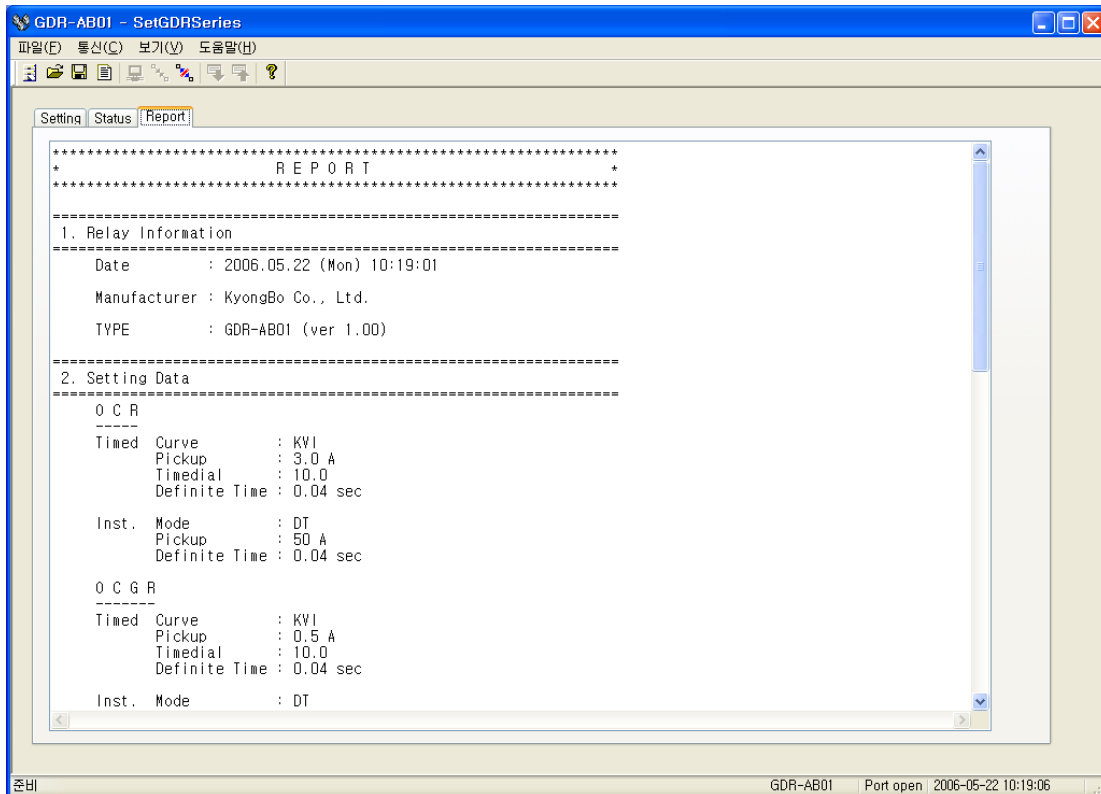 GDR-AB01 - SetGDRSeries
파일(F) 통신(C) 보기(V) 도움말(H)
Setting Status Report
******************************************************************
* R E P O R T *
******************************************************************
==================================================================
1. Relay Information
==================================================================
Date : 2006.05.22 (Mon) 10:19:01
Manufacturer : KyongBo Co., Ltd.
TYPE : GDR-AB01 (ver 1.00)
==================================================================
2. Setting Data
==================================================================
O C R
-----
Timed Curve : KVI
Pickup : 3.0 A
Timedial : 10.0
Definite Time : 0.04 sec
Inst. Mode : DT
Pickup : 50 A
Definite Time : 0.04 sec
O C G R
-------
Timed Curve : KVI
Pickup : 0.5 A
Timedial : 10.0
Definite Time : 0.04 sec
Inst. Mode : DT
준비 GDR-AB01 Port open 2006-05-22 10:19:06